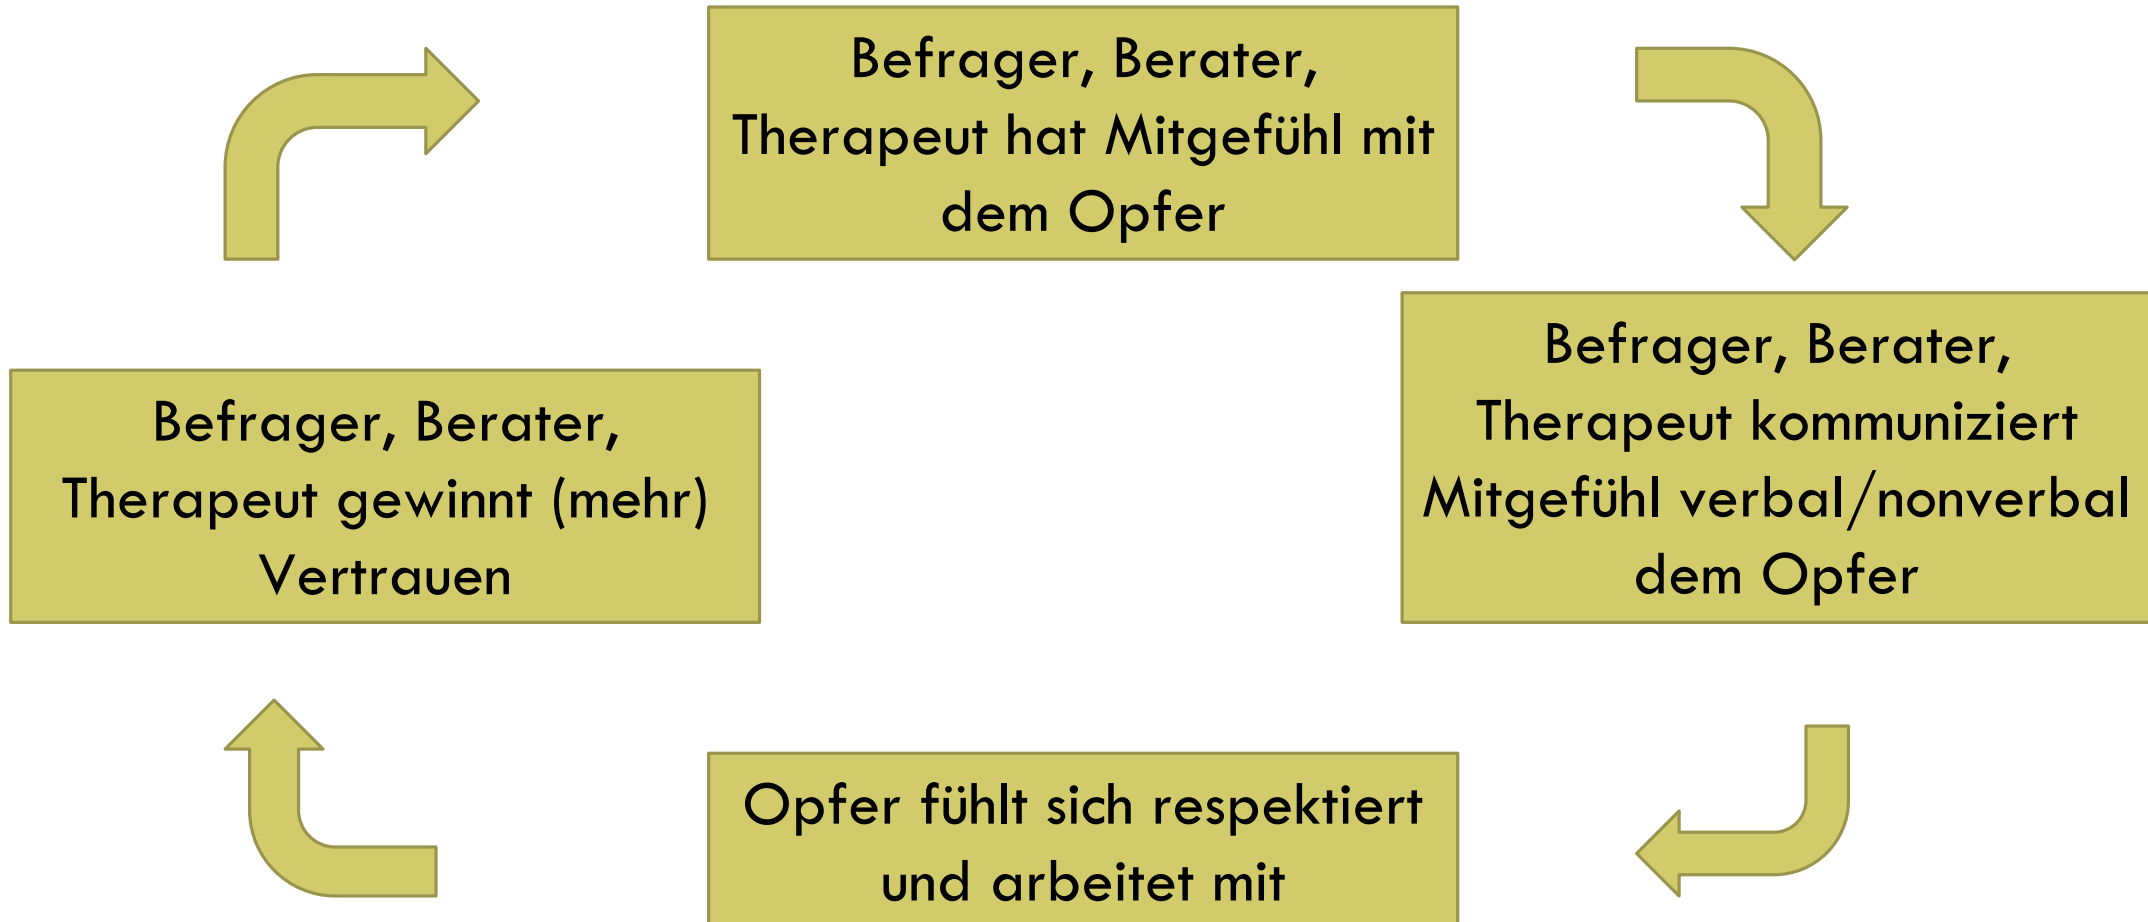 Befrager, Berater,
Therapeut hat Mitgefühl mit
dem Opfer
Befrager, Berater,
Therapeut kommuniziert
Mitgefühl verbal/nonverbal
dem Opfer
Opfer fühlt sich respektiert
und arbeitet mit
Befrager, Berater,
Therapeut gewinnt (mehr)
Vertrauen